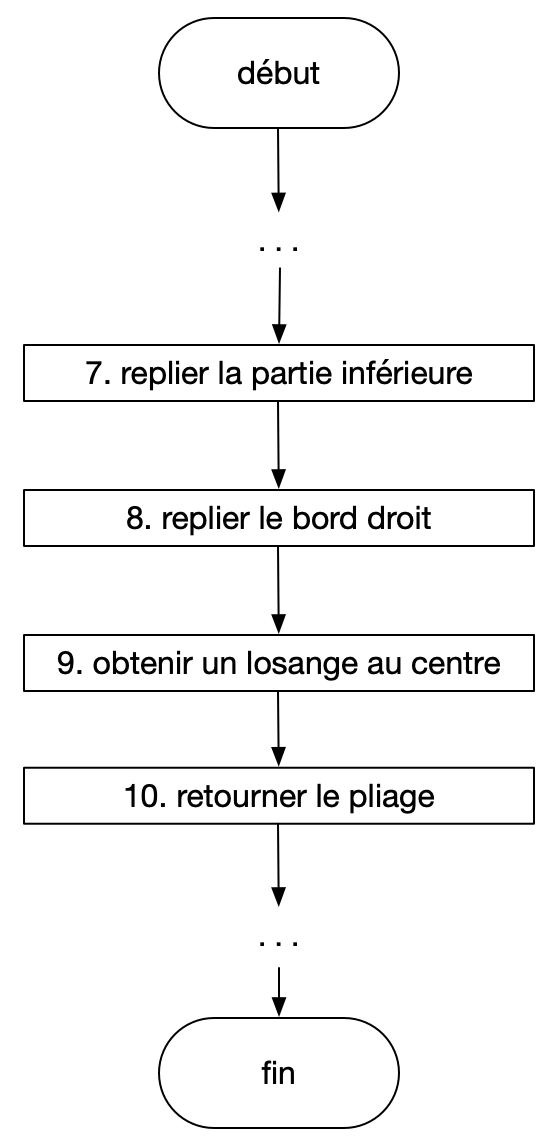 début
...
7. replier la partie inférieure
8. replier le bord droit
9. obtenir un losange au centre
10. retourner le pliage
...
fin